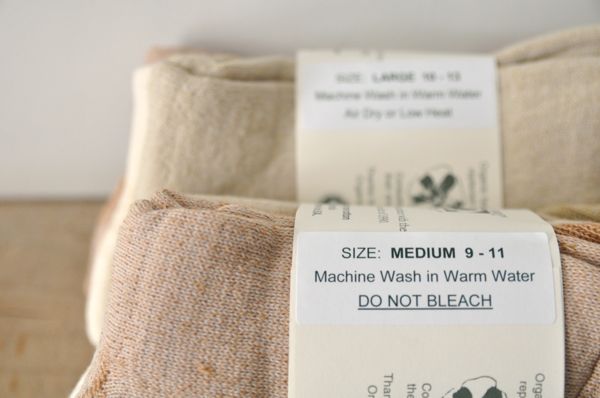 SIZE: LARGE 10 - 13
Machine Wash in Warm Water
Air Dry or Low Heat
SIZE: MEDIUM 9 - 11
Machine Wash in Warm Water
DO NOT BLEACH